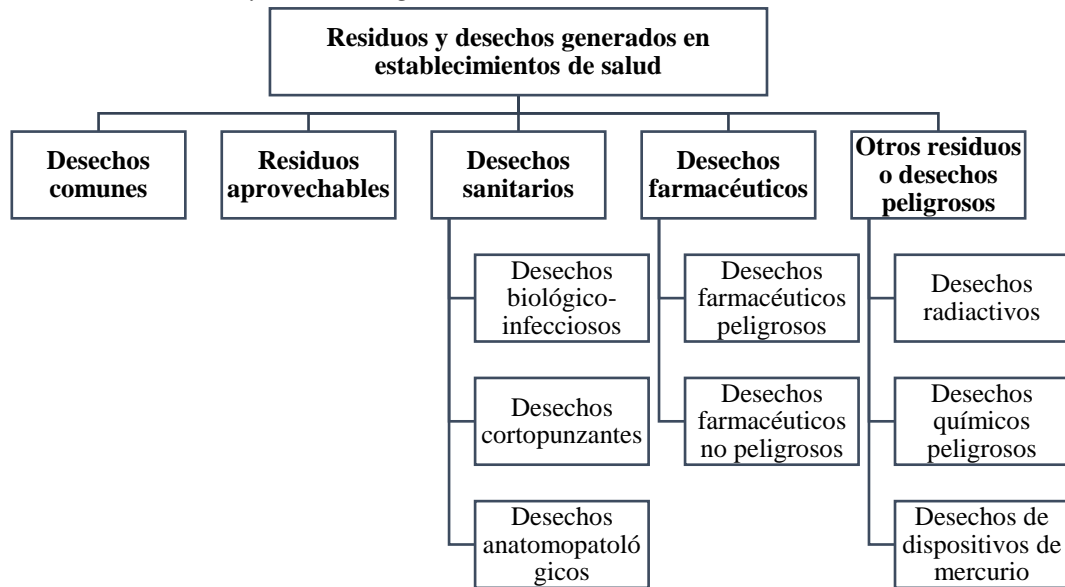 Residuos y desechos generados en
establecimientos de salud
Desechos
comunes
Residuos
aprovechables
Desechos
sanitarios
Desechos
farmacéuticos
Otros residuos
o desechos
peligrosos
Desechos
biológico-
infecciosos
Desechos
cortopunzantes
Desechos
anatomopatoló
gicos
Desechos
farmacéuticos
peligrosos
Desechos
farmacéuticos
no peligrosos
Desechos
radiactivos
Desechos
químicos
peligrosos
Desechos de
dispositivos de
mercurio